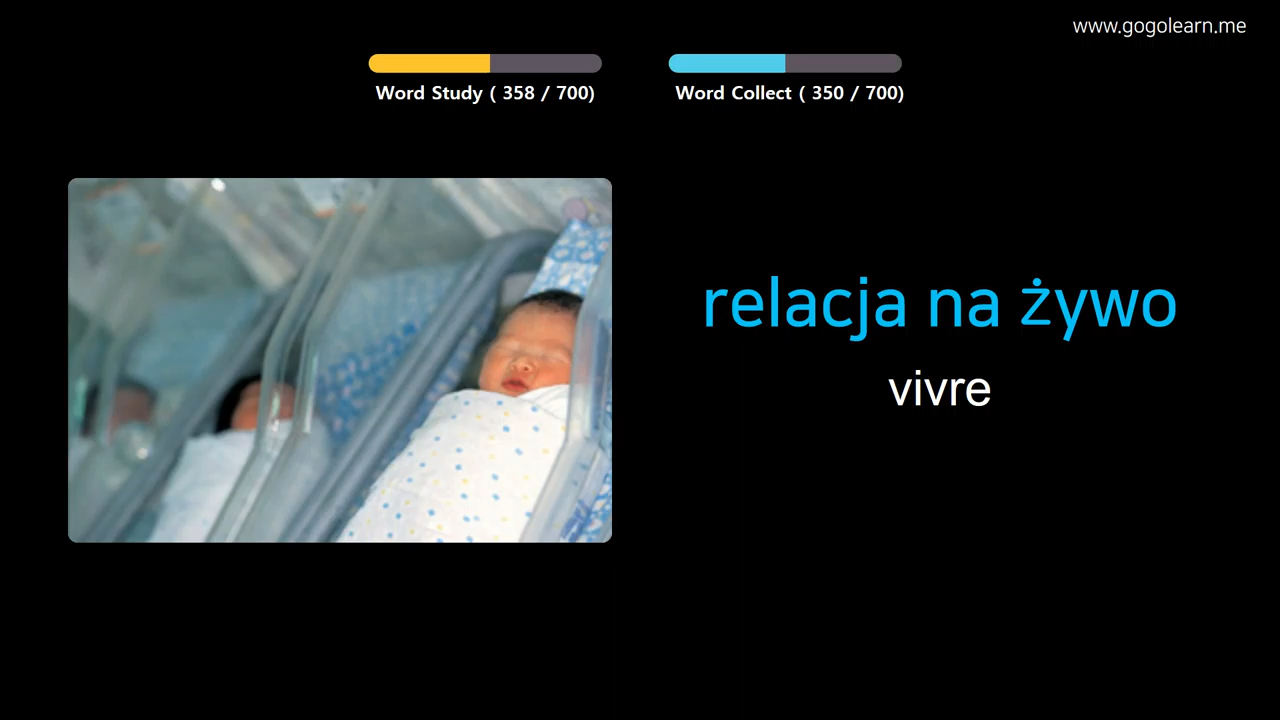 www.gogolearn.me
Word Study ( 358 / 700)
Word Collect ( 350 / 700)
relacja na żywo
vivre